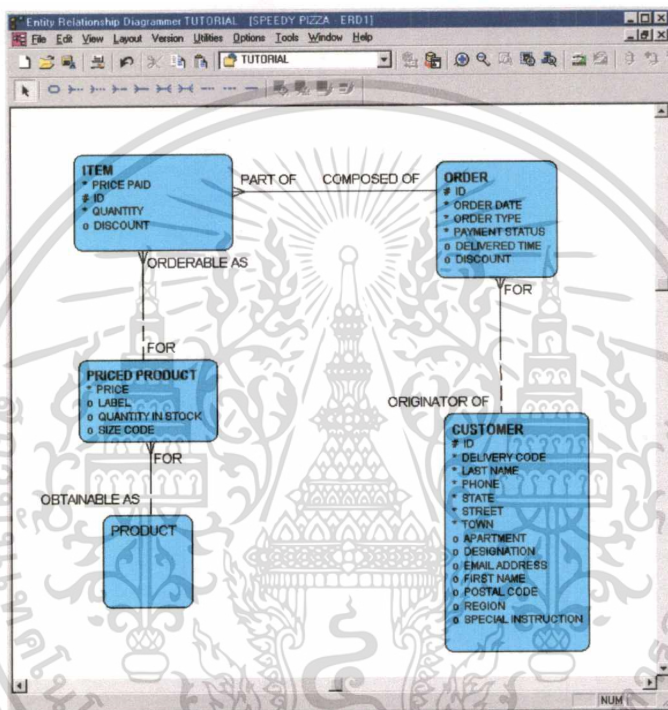 Entity Relationship Diagrammer TUTORIAL [SPEEDY PIZZA - ERD1]
File Edit View Layout Version Utilities Options Tools Window Help
TUTORIAL
ITEM
* PRICE PAID
# ID
* QUANTITY
o DISCOUNT
PART OF COMPOSED OF
ORDER
# ID
* ORDER DATE
* ORDER TYPE
* PAYMENT STATUS
o DELIVERED TIME
o DISCOUNT
ORDERABLE AS
FOR
FOR
PRICED PRODUCT
* PRICE
o LABEL
o QUANTITY IN STOCK
o SIZE CODE
FOR
OBTAINABLE AS
PRODUCT
ORIGINATOR OF
CUSTOMER
# ID
* DELIVERY CODE
* LAST NAME
* PHONE
* STATE
* STREET
* TOWN
o APARTMENT
o DESIGNATION
o EMAIL ADDRESS
o FIRST NAME
o POSTAL CODE
o REGION
o SPECIAL INSTRUCTION
NUM